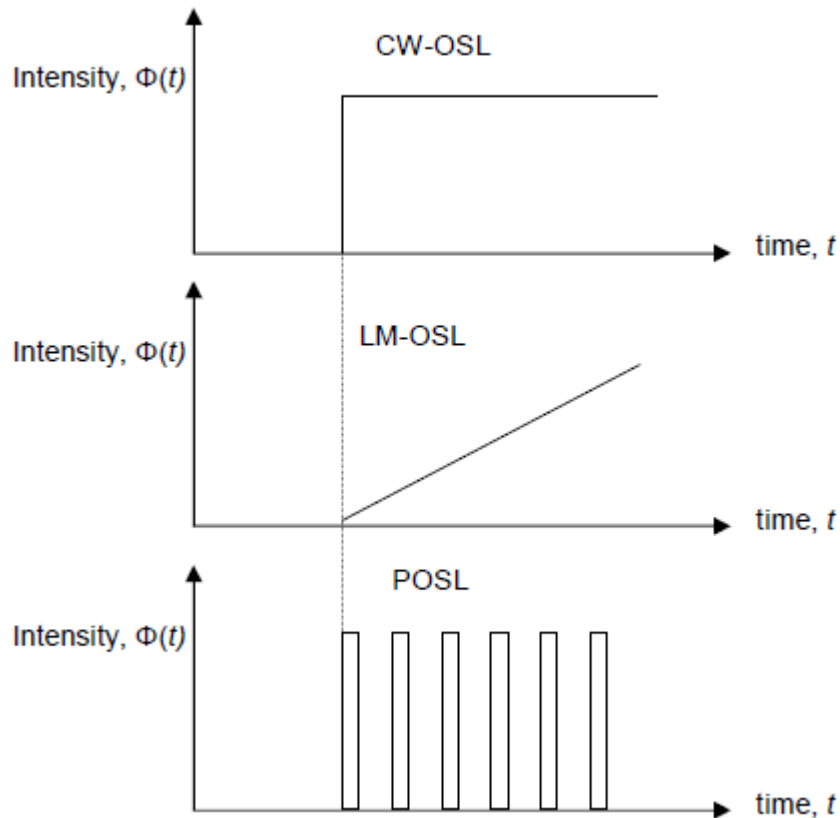 CW-OSL
Intensity, Φ(t)
time, t
LM-OSL
Intensity, Φ(t)
time, t
POSL
Intensity, Φ(t)
time, t